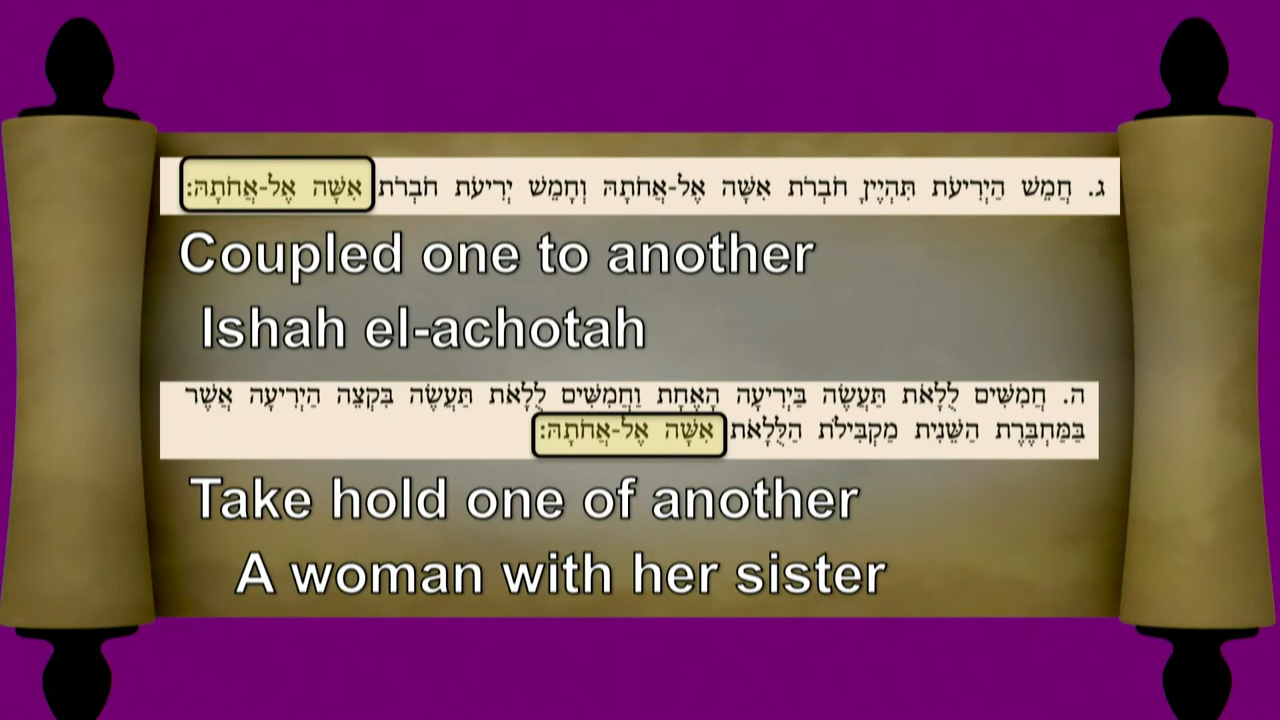 ג. חֲמֵשׁ הַיְרִיעֹת תִּהְיֶיןָ חֹבְרֹת אִשָּׁה אֶל-אֲחֹתָהּ וְחָמֵשׁ יְרִיעֹת חֹבְרֹת אִשָּׁה אֶל-אֲחֹתָהּ:
Coupled one to another
Ishah el-achotah
ה. חֲמִשִּׁים לֻלָאֹת תַּעֲשֶׂה בַּיְרִיעָה הָאֶחָת וַחֲמִשִּׁים לֻלָאֹת תַּעֲשֶׂה בִּקְצֵה הַיְרִיעָה אֲשֶׁר
בַּמַּחְבֶּרֶת הַשֵּׁנִית מַקְבִּילֹת הַלֻּלָאֹת אִשָּׁה אֶל-אֲחֹתָהּ:
Take hold one of another
A woman with her sister